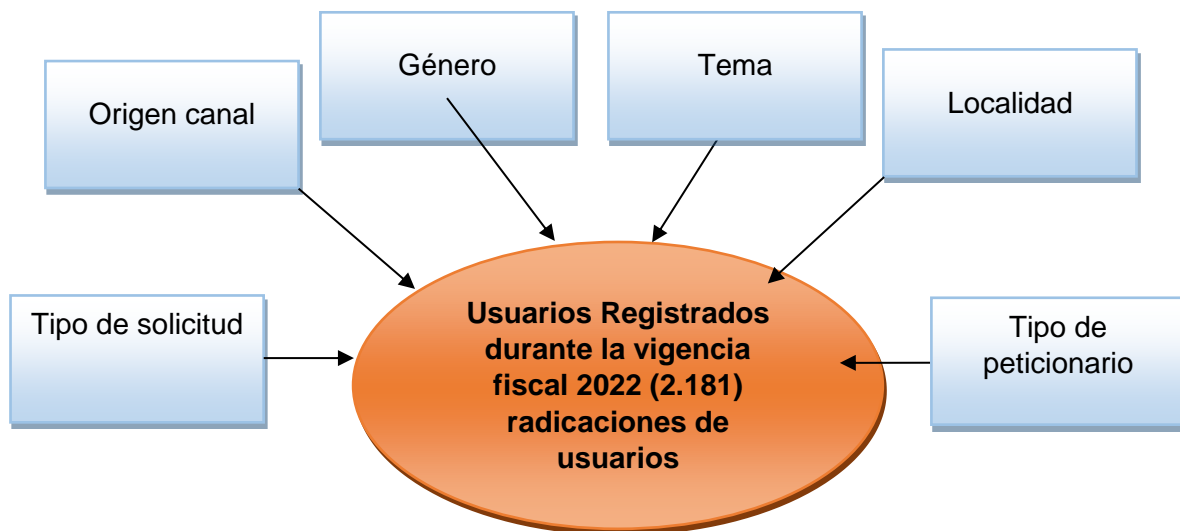 Género
Tema
Origen canal
Localidad
Tipo de solicitud
Usuarios Registrados
durante la vigencia
fiscal 2022 (2.181)
radicaciones de
usuarios
Tipo de
peticionario